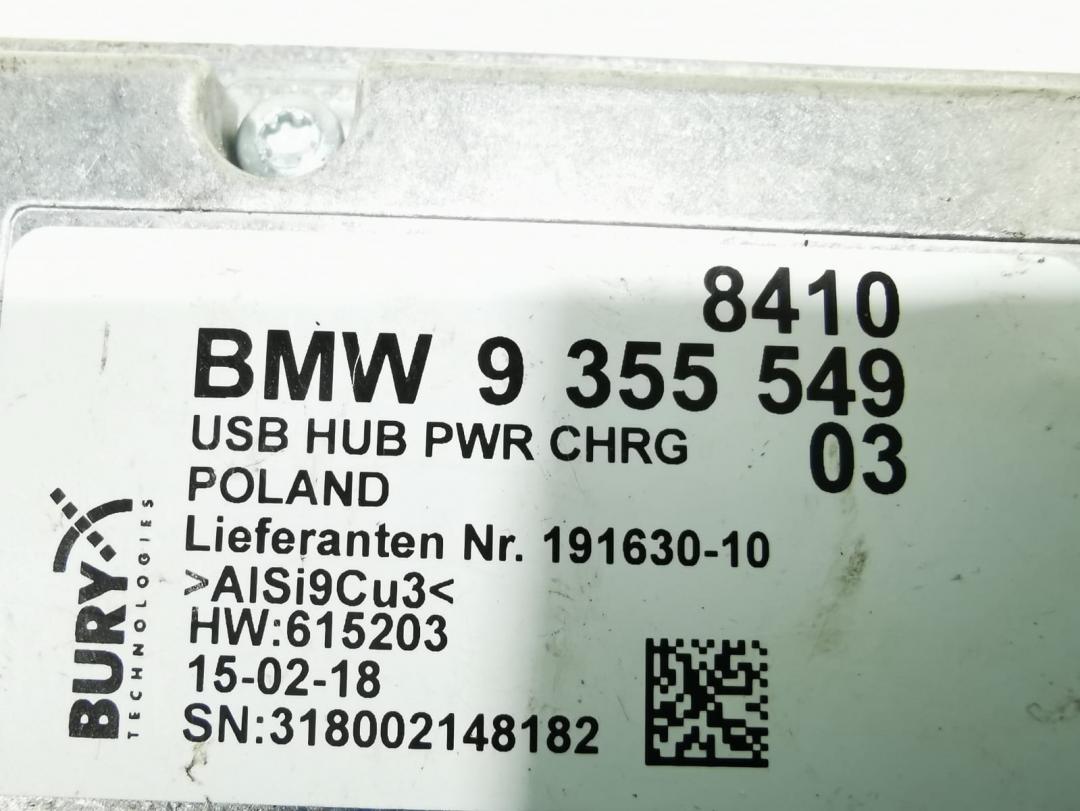 8410
BMW 9 355 549
USB HUB PWR CHRG 03
POLAND
Lieferanten Nr. 191630-10
>AlSi9Cu3<
HW:615203
15-02-18
SN:318002148182
BURY
TECHNOLOGIES